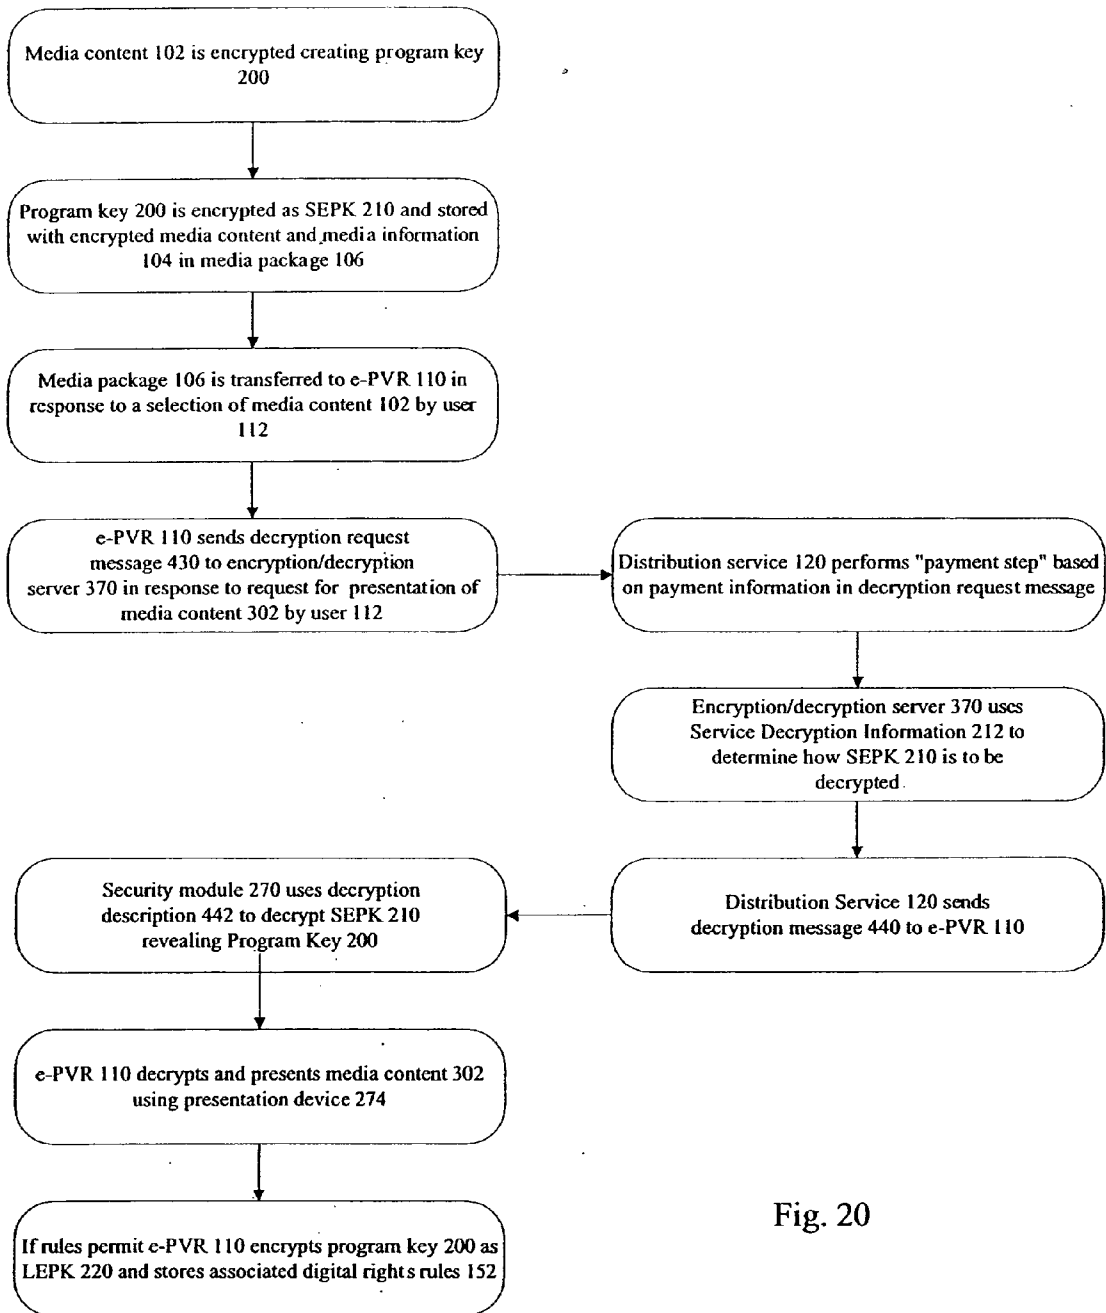 Media content 102 is encrypted creating program key
200
Program key 200 is encrypted as SEPK 210 and stored
with encrypted media content and media information
104 in media package 106
Media package 106 is transferred to e-PVR 110 in
response to a selection of media content 102 by user
112
e-PVR 110 sends decryption request
message 430 to encryption/decryption
server 370 in response to request for presentation of
media content 302 by user 112
Distribution service 120 performs "payment step" based
on payment information in decryption request message
Encryption/decryption server 370 uses
Service Decryption Information 212 to
determine how SEPK 210 is to be
decrypted
Distribution Service 120 sends
decryption message 440 to e-PVR 110
Security module 270 uses decryption
description 442 to decrypt SEPK 210
revealing Program Key 200
e-PVR 110 decrypts and presents media content 302
using presentation device 274
If rules permit e-PVR 110 encrypts program key 200 as
LEPK 220 and stores associated digital rights rules 152
Fig. 20